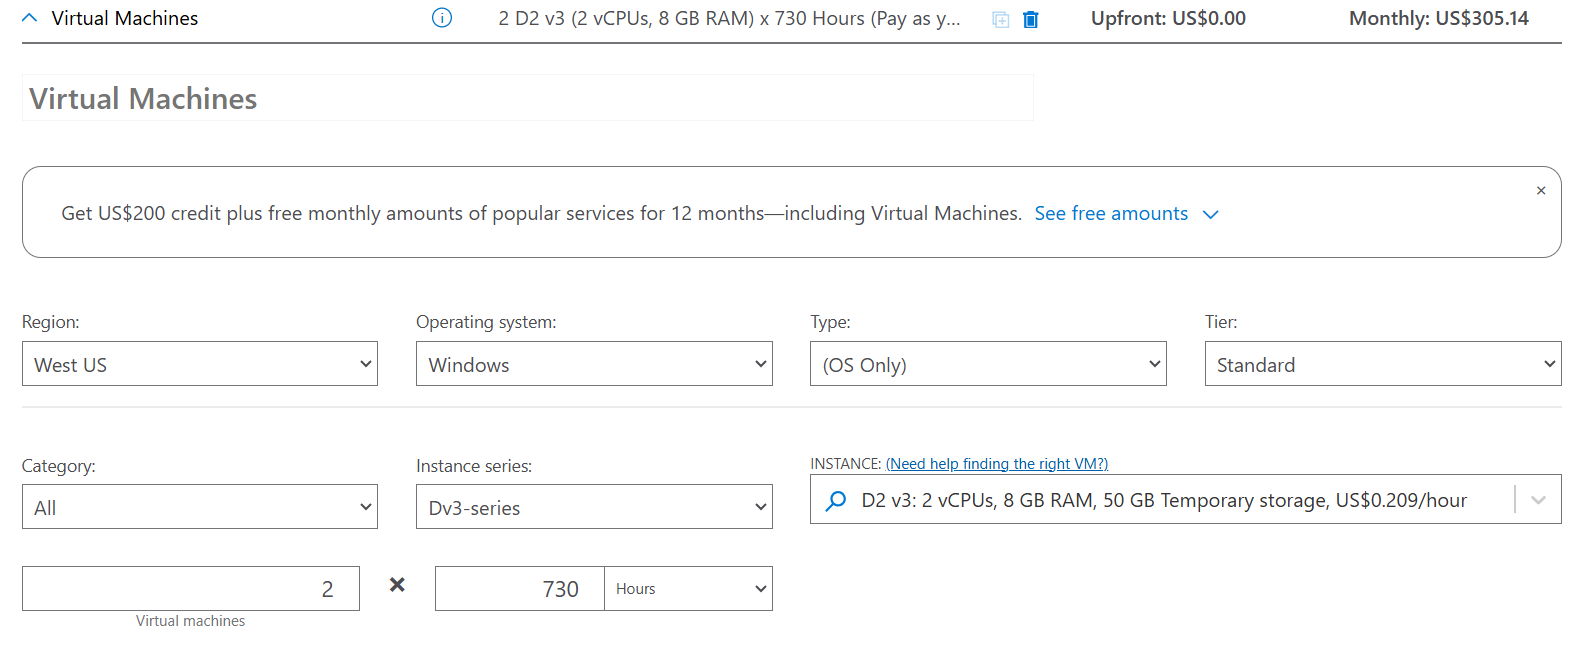 Virtual Machines 2 D2 v3 (2 vCPUs, 8 GB RAM) x 730 Hours (Pay as y... Upfront: US$0.00 Monthly: US$305.14
Virtual Machines
Get US$200 credit plus free monthly amounts of popular services for 12 months—including Virtual Machines. See free amounts
Region: Operating system: Type: Tier:
West US Windows (OS Only) Standard
Category: Instance series: INSTANCE: (Need help finding the right VM?)
All Dv3-series D2 v3: 2 vCPUs, 8 GB RAM, 50 GB Temporary storage, US$0.209/hour
2 × 730 Hours
Virtual machines